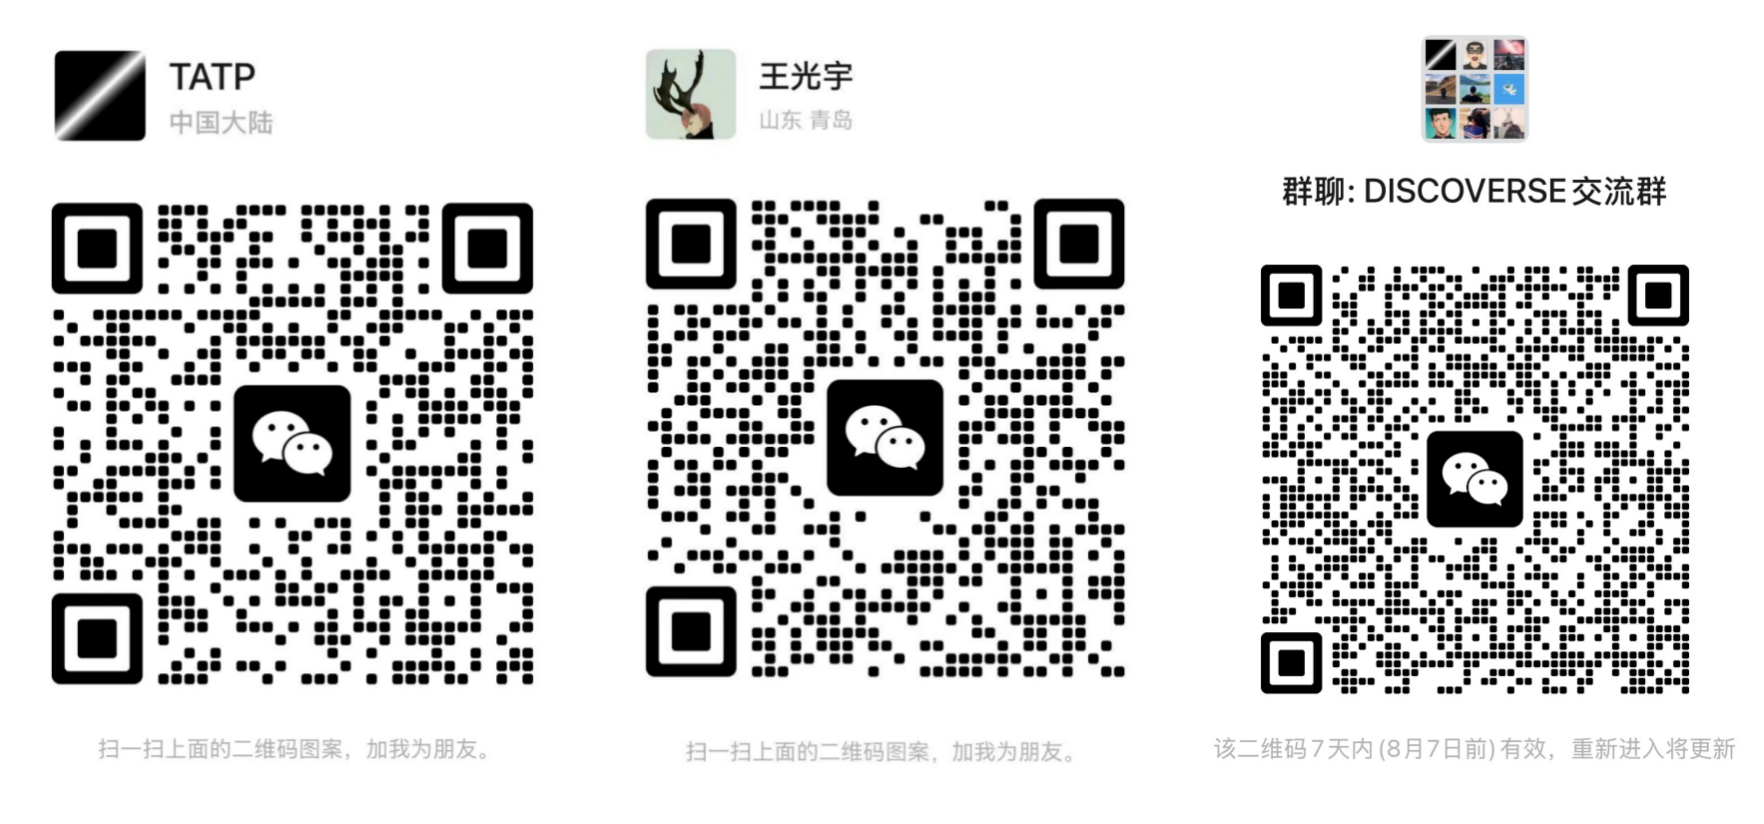 TATP
中国大陆
扫一扫上面的二维码图案，加我为朋友。
王光宇
山东 青岛
扫一扫上面的二维码图案，加我为朋友。
群聊: DISCOVERSE交流群
该二维码7天内(8月7日前)有效，重新进入将更新